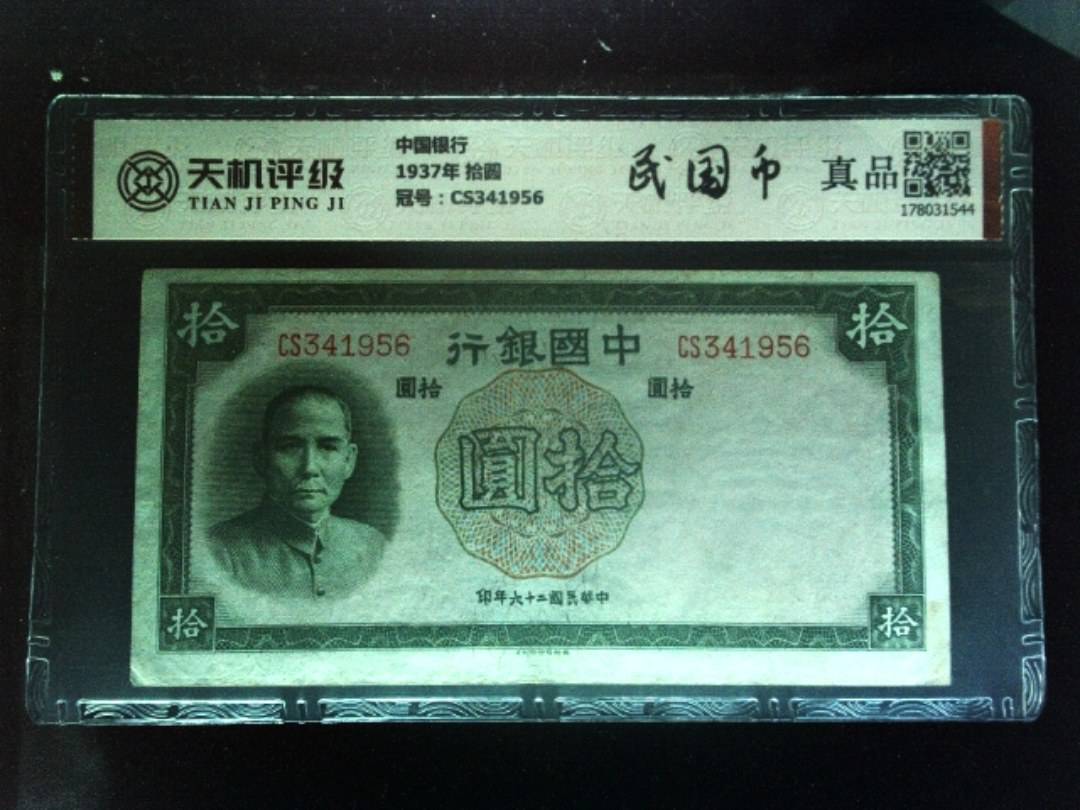 天机评级
TIAN JI PING JI
中国银行
1937年 拾圆
冠号：CS341956
民国币
真品
178031544
拾
拾
CS341956
中國銀行
CS341956
拾圓
拾圓
拾圓
中華民國二十六年印
拾
拾